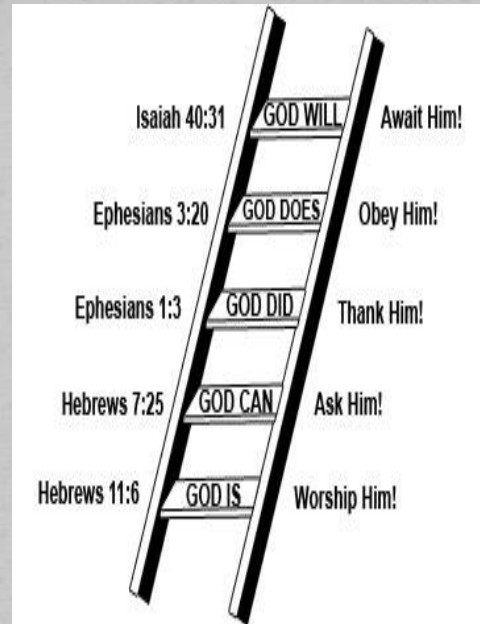 Isaiah 40:31 GOD WILL Await Him!
Ephesians 3:20 GOD DOES Obey Him!
Ephesians 1:3 GOD DID Thank Him!
Hebrews 7:25 GOD CAN Ask Him!
Hebrews 11:6 GOD IS Worship Him!